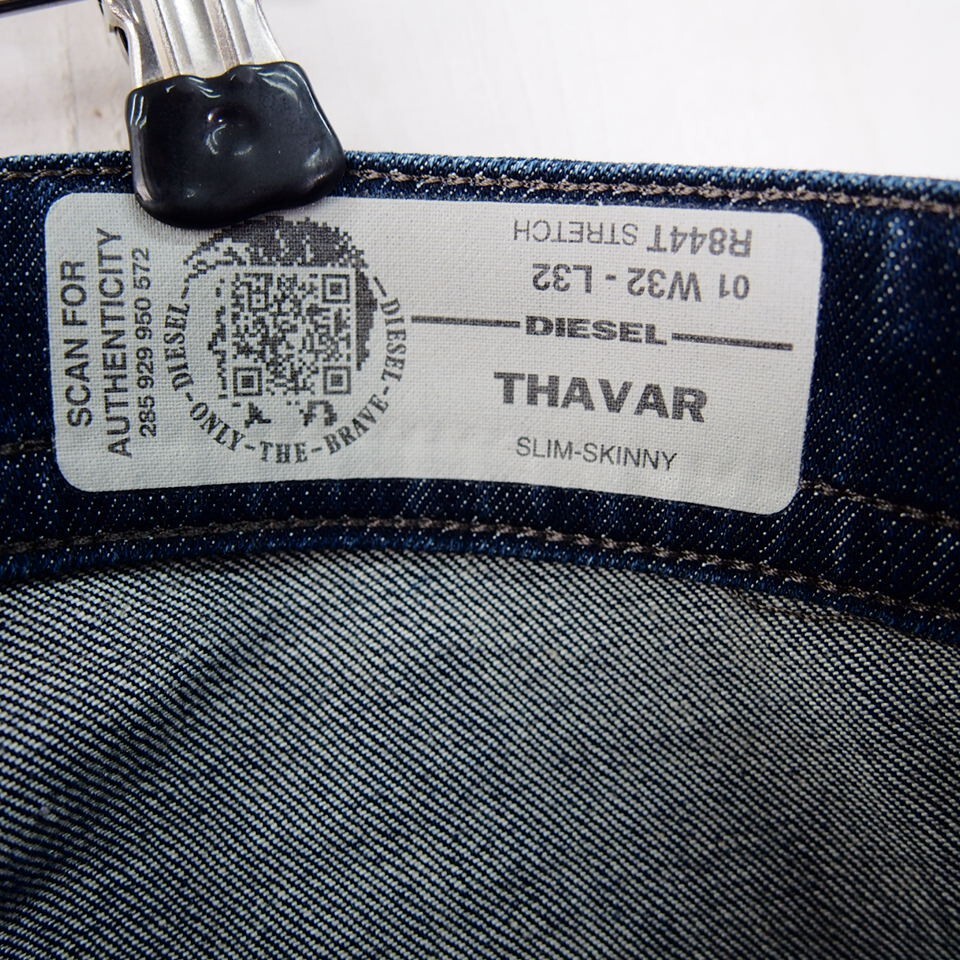 SCAN FOR
AUTHENTICITY
285 929 950 572
DIESEL-ONLY-THE-BRAVE-DIESEL
R844T STRETCH
01 W32 - L32
DIESEL
THAVAR
SLIM-SKINNY